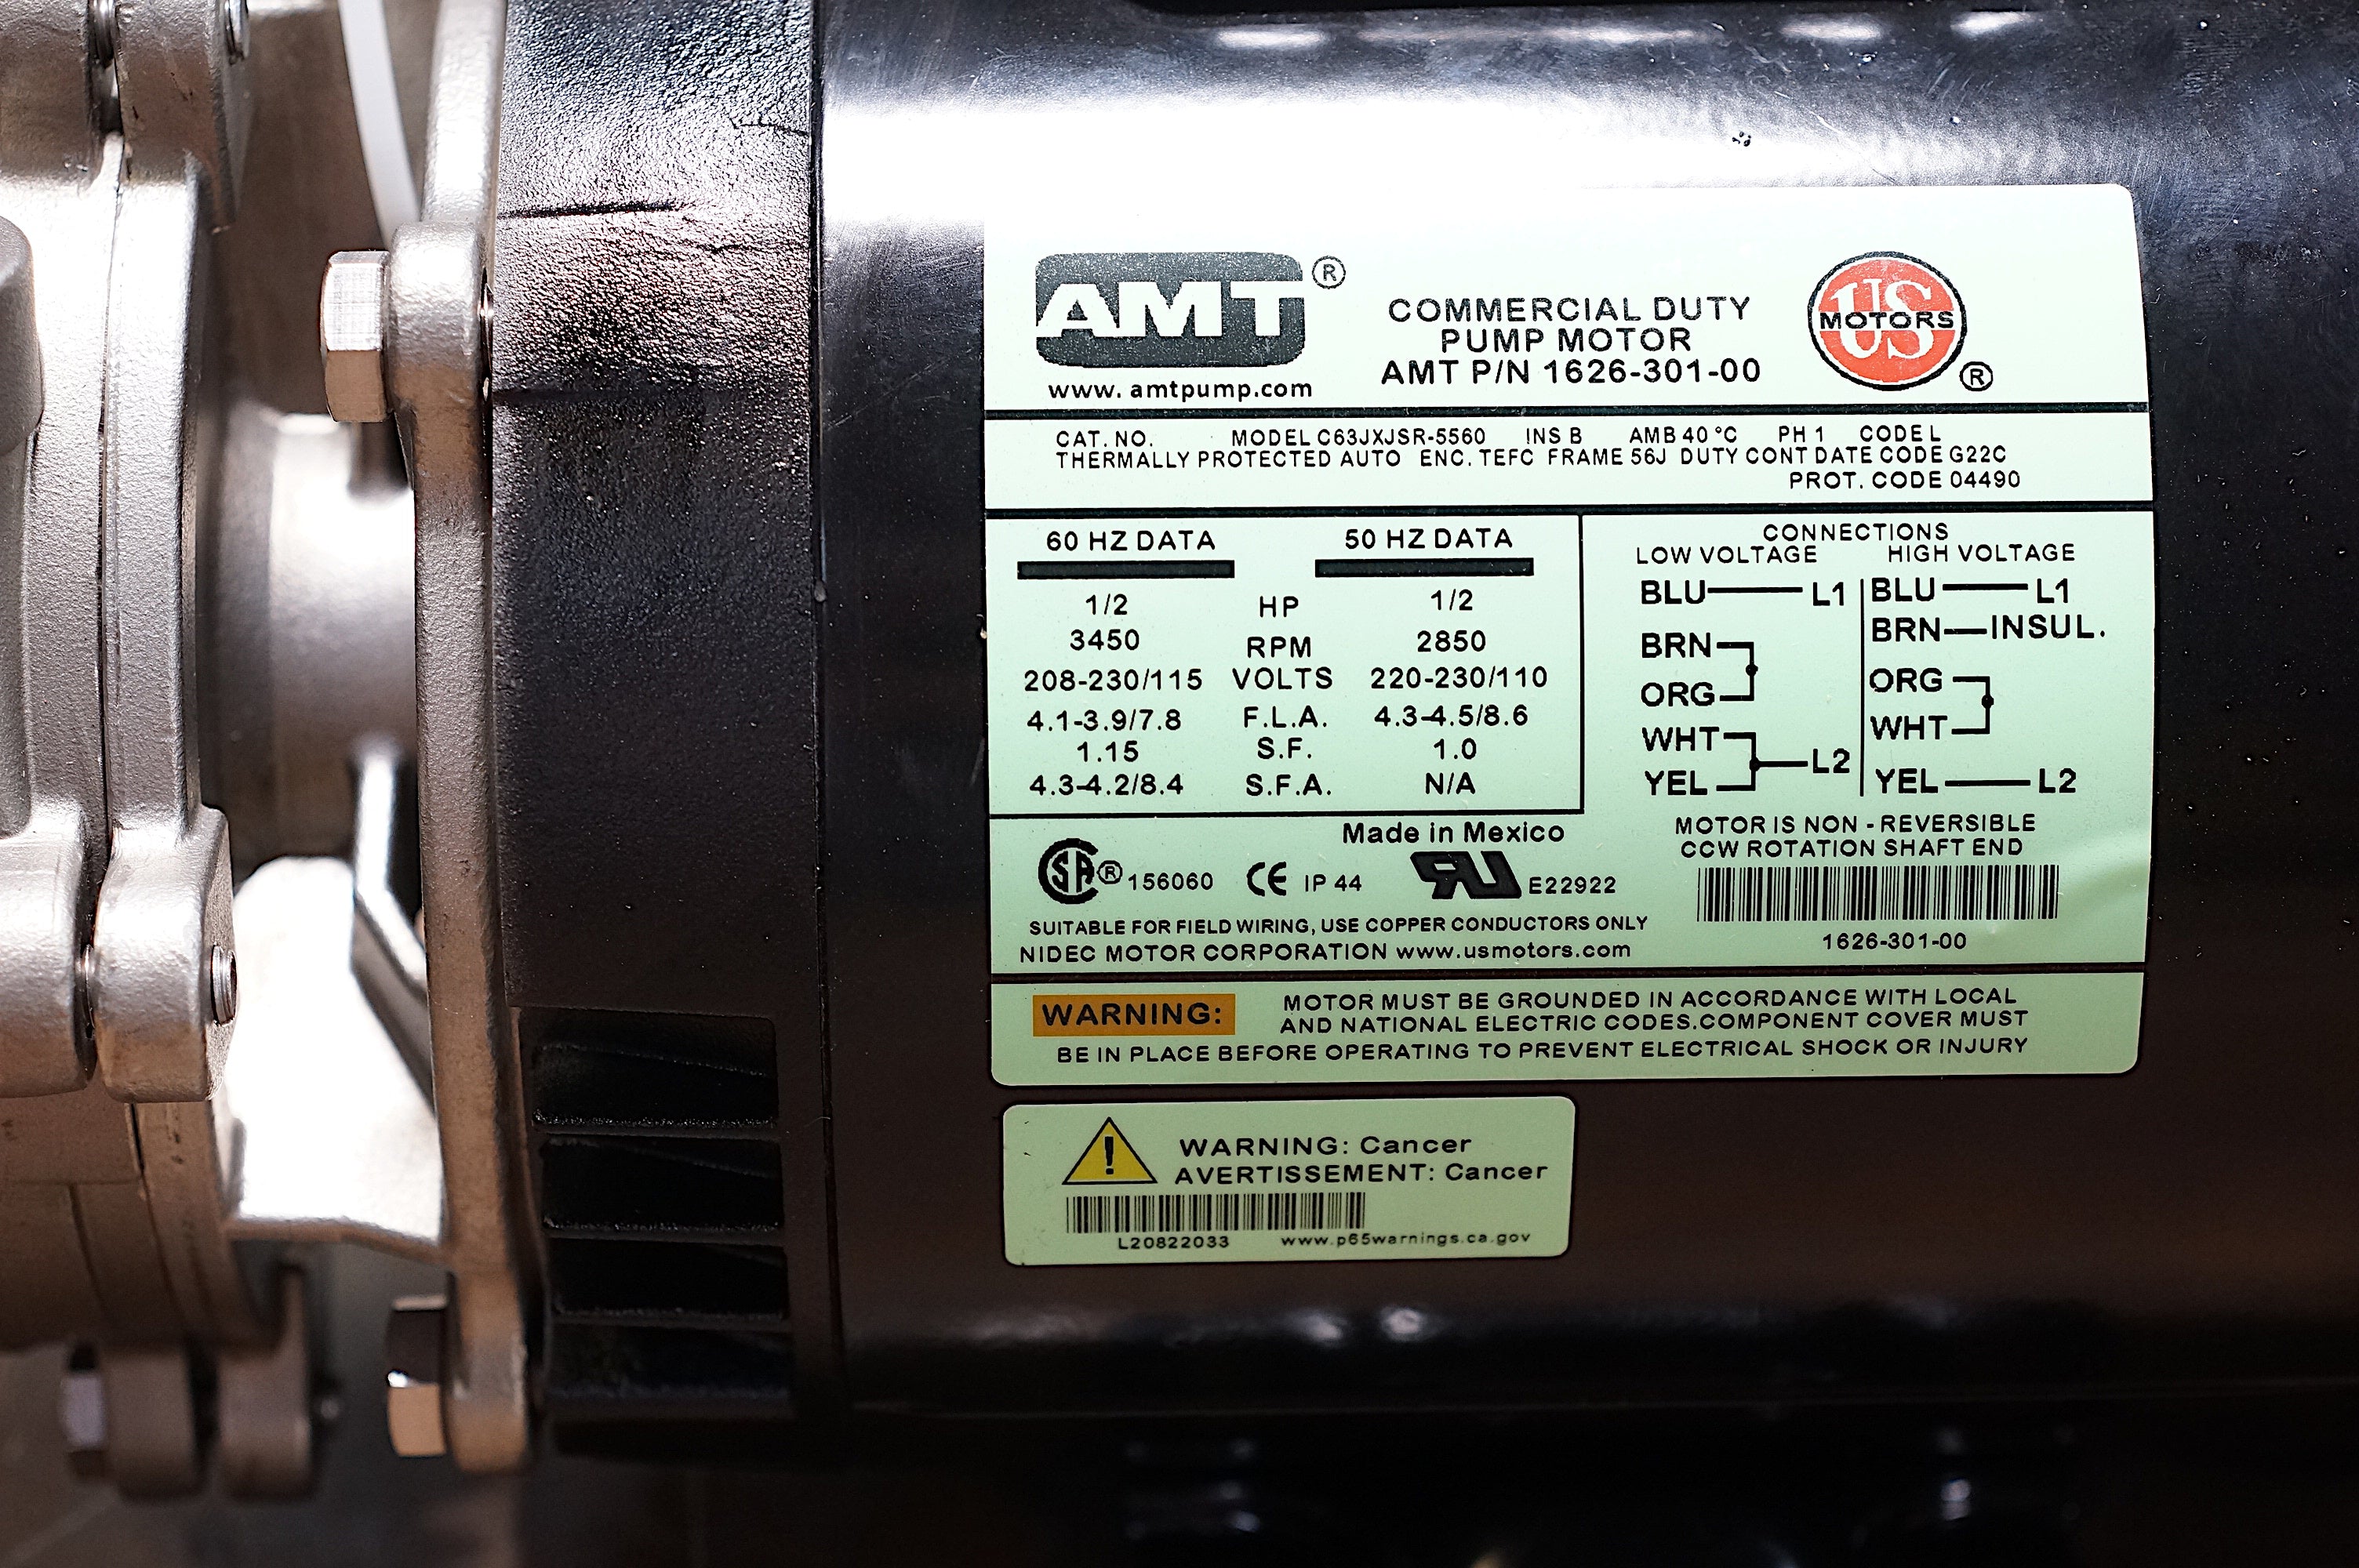 AMT®
www. amtpump.com
COMMERCIAL DUTY
PUMP MOTOR
AMT P/N 1626-301-00
US
MOTORS
®
CAT. NO. MODEL C63JXJSR-5560 INS B AMB 40 °C PH 1 CODE L
THERMALLY PROTECTED AUTO ENC. TEFC FRAME 56J DUTY CONT DATE CODE G22C
PROT. CODE 04490
60 HZ DATA 50 HZ DATA
1/2 HP 1/2
3450 RPM 2850
208-230/115 VOLTS 220-230/110
4.1-3.9/7.8 F.L.A. 4.3-4.5/8.6
1.15 S.F. 1.0
4.3-4.2/8.4 S.F.A. N/A
CONNECTIONS
LOW VOLTAGE HIGH VOLTAGE
BLU L1 BLU L1
BRN BRN INSUL.
ORG ORG
WHT WHT
L2
YEL YEL L2
MOTOR IS NON - REVERSIBLE
CCW ROTATION SHAFT END
1626-301-00
Made in Mexico
SA® 156060 CE IP 44 RU E22922
SUITABLE FOR FIELD WIRING, USE COPPER CONDUCTORS ONLY
NIDEC MOTOR CORPORATION www.usmotors.com
WARNING: MOTOR MUST BE GROUNDED IN ACCORDANCE WITH LOCAL
AND NATIONAL ELECTRIC CODES.COMPONENT COVER MUST
BE IN PLACE BEFORE OPERATING TO PREVENT ELECTRICAL SHOCK OR INJURY
! WARNING: Cancer
AVERTISSEMENT: Cancer
L20822033 www.p65warnings.ca.gov